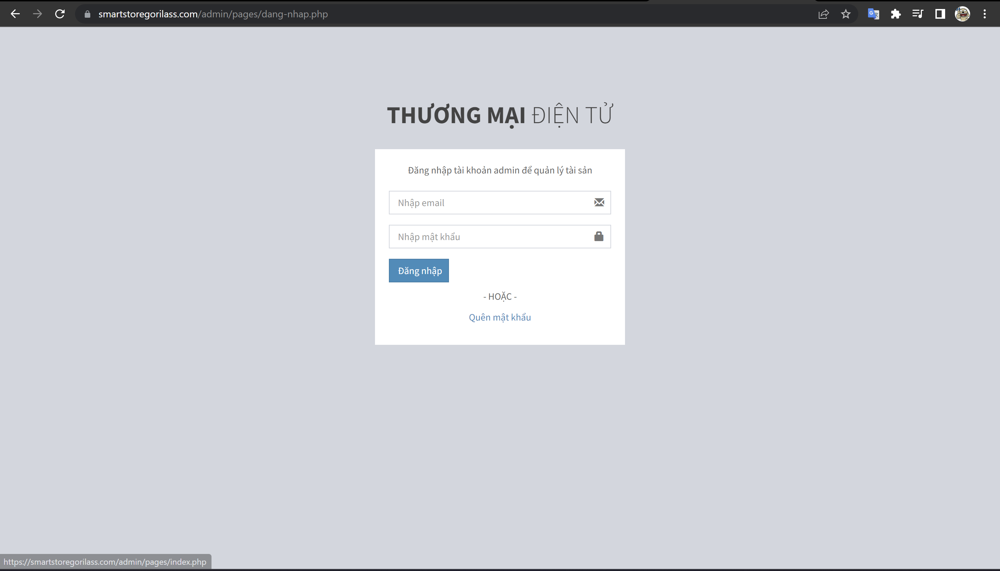 smartstoregorilass.com/admin/pages/dang-nhap.php
THƯƠNG MẠI ĐIỆN TỬ
Đăng nhập tài khoản admin để quản lý tài sản
Nhập email
Nhập mật khẩu
Đăng nhập
- HOẶC -
Quên mật khẩu
https://smartstoregorilass.com/admin/pages/index.php